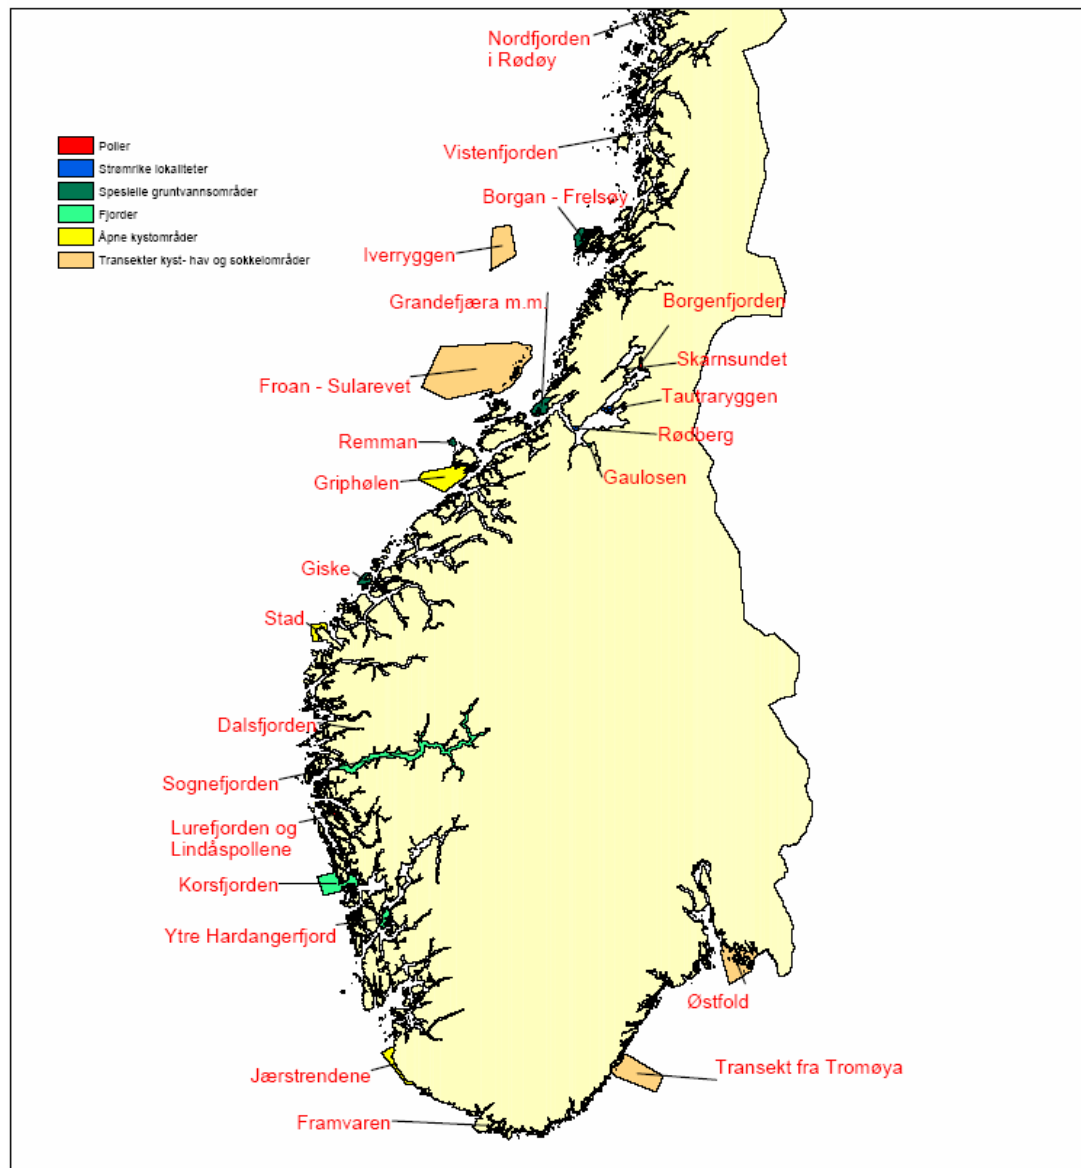 Nordfjorden
i Rødøy
Poller
Strømrike lokaliteter
Spesielle gruntvannsområder
Fjorder
Åpne kystområder
Transekter kyst- hav og sokkelområder
Vistenfjorden
Borgan - Frelsøy
Iverryggen
Grandefjæra m.m.
Borgenfjorden
Skarnsundet
Froan - Sularevet
Tautraryggen
Rødberg
Remman
Griphølen
Gaulosen
Giske
Stad
Dalsfjorden
Sognefjorden
Lurefjorden og
Lindåspollene
Korsfjorden
Ytre Hardangerfjord
Østfold
Transekt fra Tromøya
Jærstrendene
Framvaren